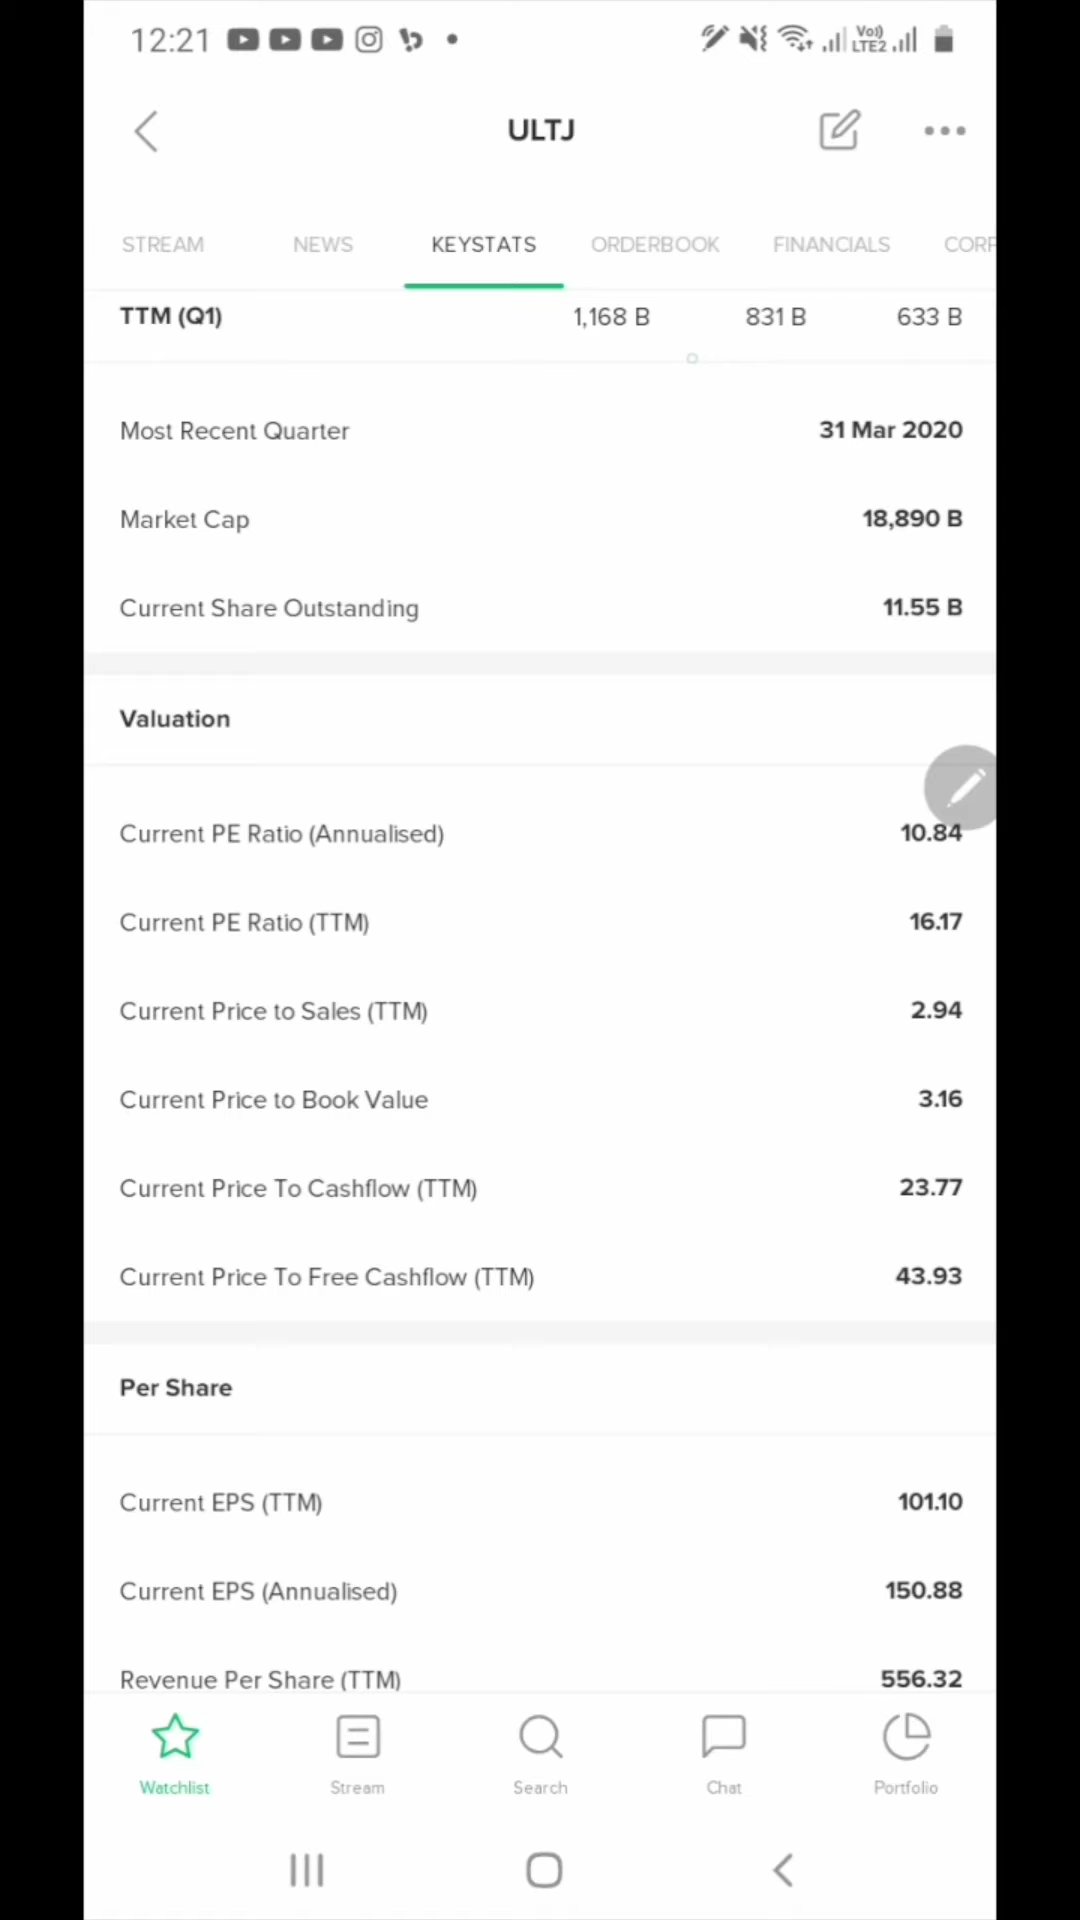 12:21 Vo)) LTE2
ULTJ
STREAM NEWS KEYSTATS ORDERBOOK FINANCIALS CORP
TTM (Q1) 1,168 B 831 B 633 B
Most Recent Quarter 31 Mar 2020
Market Cap 18,890 B
Current Share Outstanding 11.55 B
Valuation
Current PE Ratio (Annualised) 10.84
Current PE Ratio (TTM) 16.17
Current Price to Sales (TTM) 2.94
Current Price to Book Value 3.16
Current Price To Cashflow (TTM) 23.77
Current Price To Free Cashflow (TTM) 43.93
Per Share
Current EPS (TTM) 101.10
Current EPS (Annualised) 150.88
Revenue Per Share (TTM) 556.32
Watchlist Stream Search Chat Portfolio